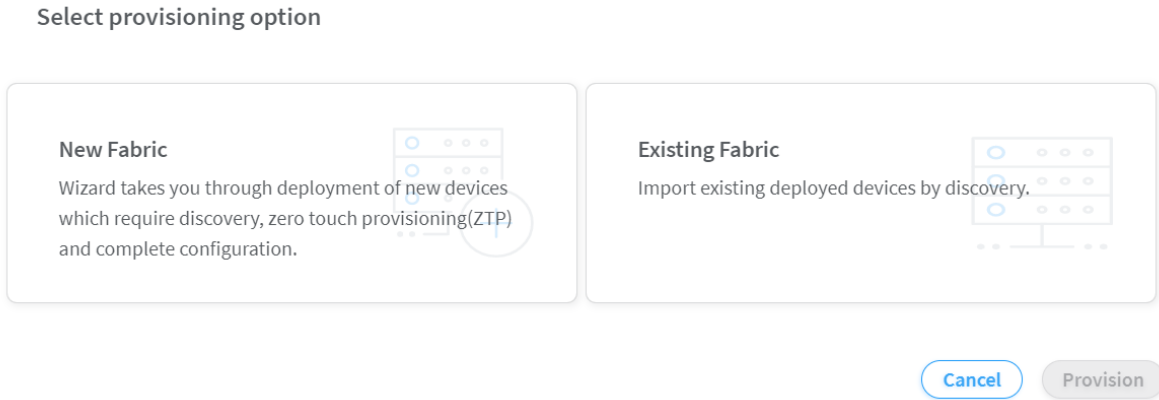 Select provisioning option
New Fabric
Wizard takes you through deployment of new devices
which require discovery, zero touch provisioning(ZTP)
and complete configuration.
Existing Fabric
Import existing deployed devices by discovery.
Cancel
Provision